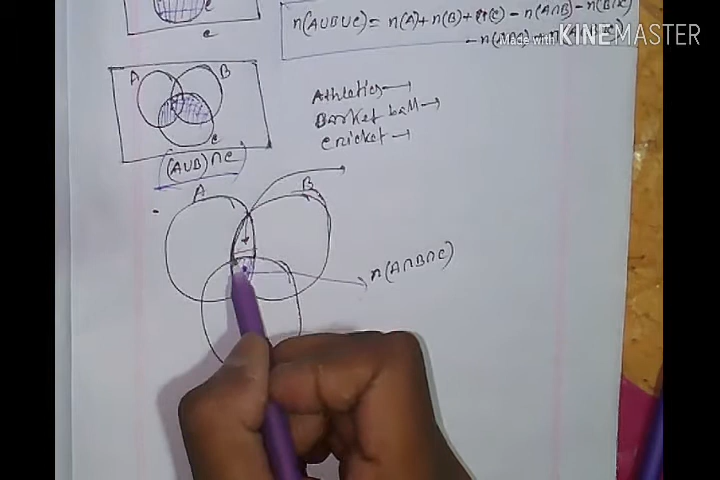 e
e
n(AUBUC) = n(A) + n(B) + n(C) - n(A∩B) - n(B∩C)
Made with KINEMASTER
A
B
e
(AUB)∩C
Athletics →
Basket ball →
Cricket →
A
B
n(A∩B∩C)